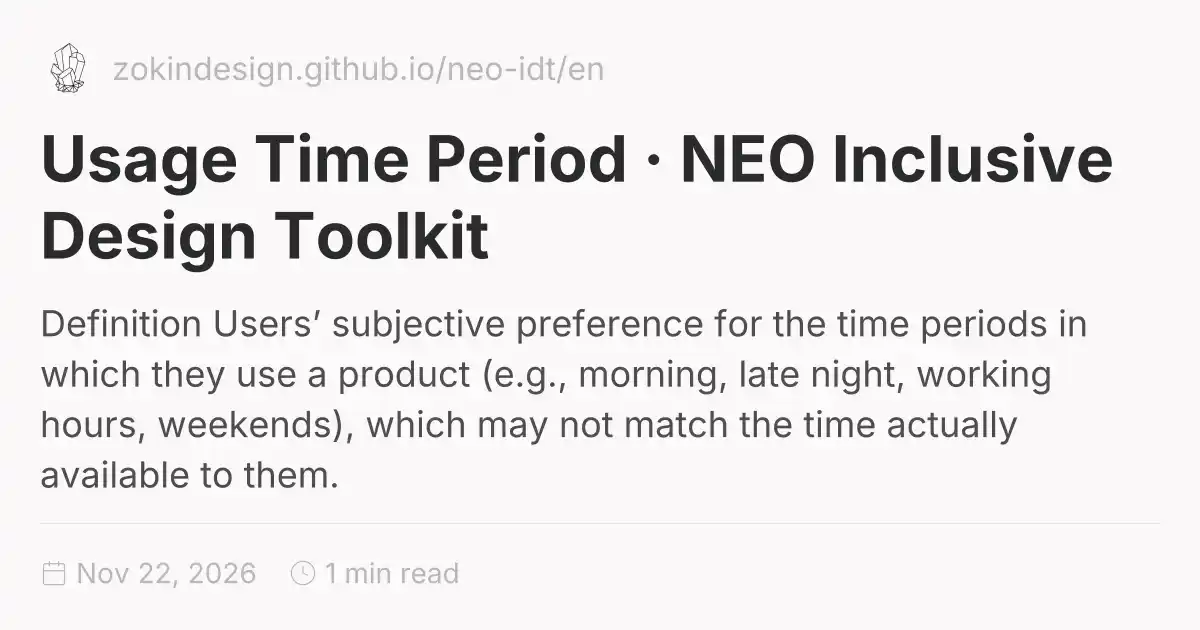 zokindesign.github.io/neo-idt/en
Usage Time Period · NEO Inclusive
Design Toolkit
Definition Users’ subjective preference for the time periods in
which they use a product (e.g., morning, late night, working
hours, weekends), which may not match the time actually
available to them.
Nov 22, 2026 1 min read